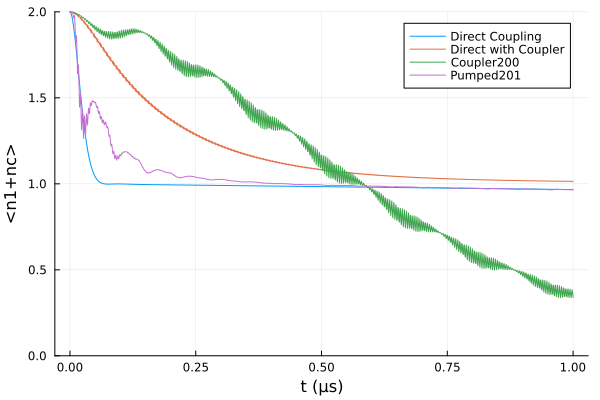 2.0
1.5
1.0
0.5
0.0
<n1+nc>
Direct Coupling
Direct with Coupler
Coupler200
Pumped201
0.00
0.25
0.50
0.75
1.00
t (μs)